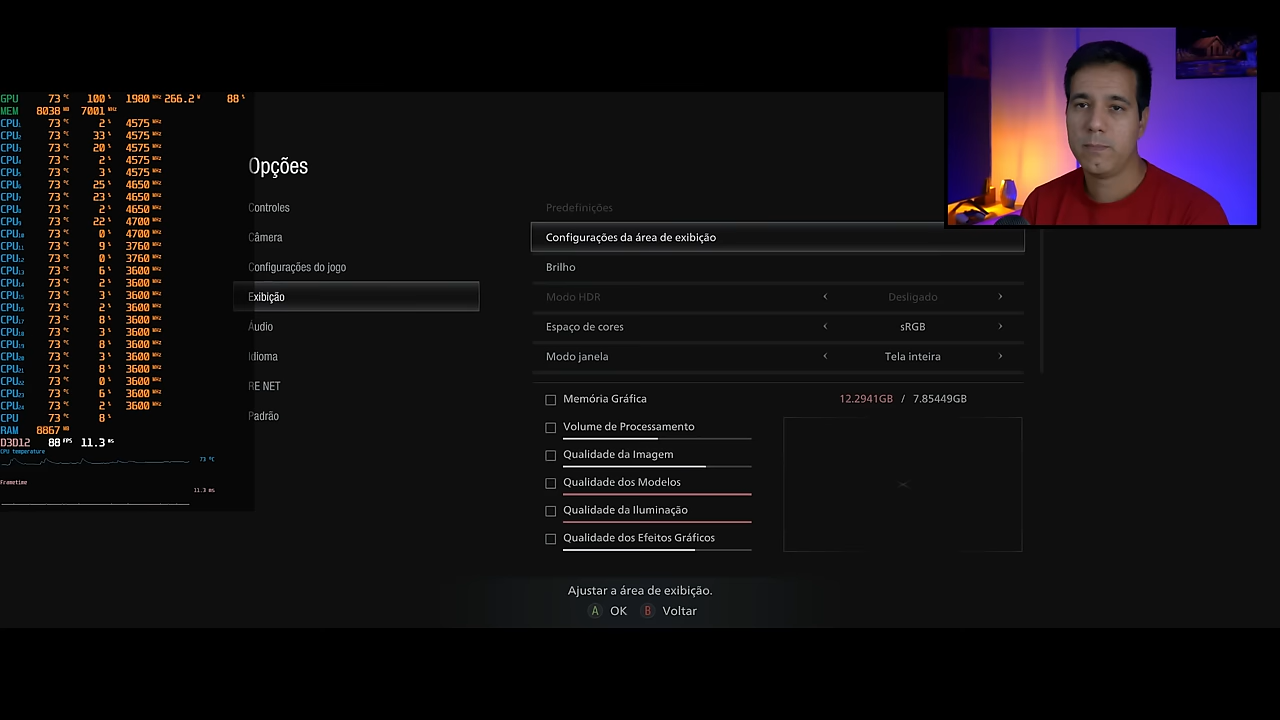 GPU 73 °C 100 % 1980 MHz 266.2 W 88 %
MEM 8038 MB 7001 MHz
CPU1 73 °C 2 % 4575 MHz
CPU2 73 °C 33 % 4575 MHz
CPU3 73 °C 20 % 4575 MHz
CPU4 73 °C 2 % 4575 MHz
CPU5 73 °C 3 % 4575 MHz
CPU6 73 °C 25 % 4650 MHz
CPU7 73 °C 23 % 4650 MHz
CPU8 73 °C 2 % 4650 MHz
CPU9 73 °C 22 % 4700 MHz
CPU10 73 °C 0 % 4700 MHz
CPU11 73 °C 9 % 3760 MHz
CPU12 73 °C 0 % 3760 MHz
CPU13 73 °C 6 % 3600 MHz
CPU14 73 °C 2 % 3600 MHz
CPU15 73 °C 3 % 3600 MHz
CPU16 73 °C 2 % 3600 MHz
CPU17 73 °C 8 % 3600 MHz
CPU18 73 °C 3 % 3600 MHz
CPU19 73 °C 8 % 3600 MHz
CPU20 73 °C 3 % 3600 MHz
CPU21 73 °C 8 % 3600 MHz
CPU22 73 °C 0 % 3600 MHz
CPU23 73 °C 6 % 3600 MHz
CPU24 73 °C 2 % 3600 MHz
CPU 73 °C 8 %
RAM 8867 MB
D3D12 88 FPS 11.3 ms
CPU temperature
73 °C
Frametime
11.3 ms
Opções
Controles
Câmera
Configurações do jogo
Exibição
Áudio
Idioma
RE NET
Padrão
Predefinições
Configurações da área de exibição
Brilho
Modo HDR Desligado
Espaço de cores sRGB
Modo janela Tela inteira
Memória Gráfica 12.2941GB / 7.85449GB
Volume de Processamento
Qualidade da Imagem
Qualidade dos Modelos
Qualidade da Iluminação
Qualidade dos Efeitos Gráficos
Ajustar a área de exibição.
A OK B Voltar